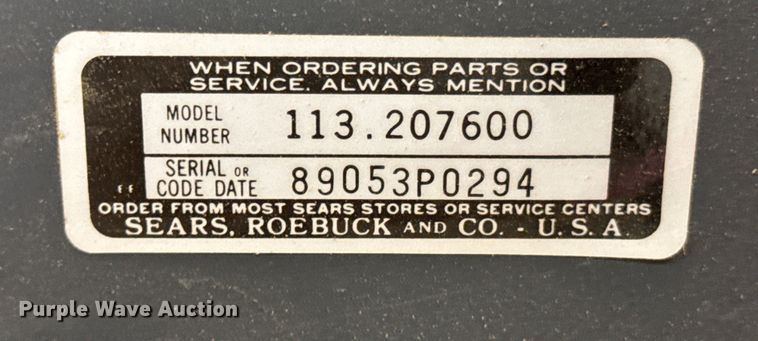 WHEN ORDERING PARTS OR
SERVICE. ALWAYS MENTION
MODEL
NUMBER 113.207600
SERIAL OR
CODE DATE 89053P0294
FF
ORDER FROM MOST SEARS STORES OR SERVICE CENTERS
SEARS, ROEBUCK AND CO. - U.S.A.
Purple Wave Auction